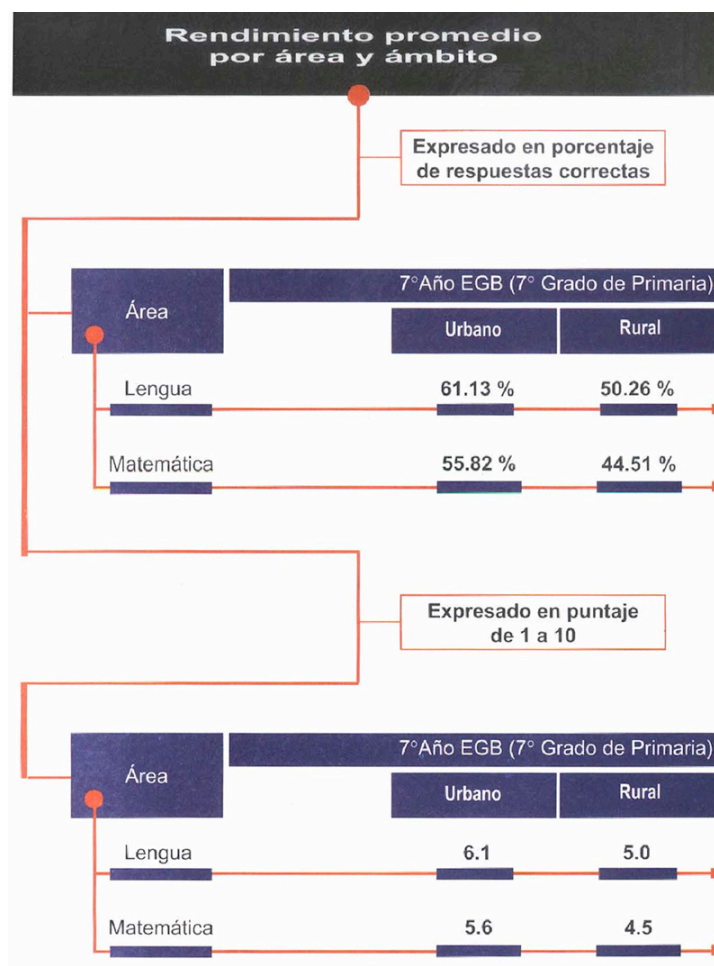 Rendimiento promedio
por área y ámbito
Expresado en porcentaje
de respuestas correctas
Área
7°Año EGB (7° Grado de Primaria)
Urbano
Rural
Lengua
61.13 %
50.26 %
Matemática
55.82 %
44.51 %
Expresado en puntaje
de 1 a 10
Área
7°Año EGB (7° Grado de Primaria)
Urbano
Rural
Lengua
6.1
5.0
Matemática
5.6
4.5